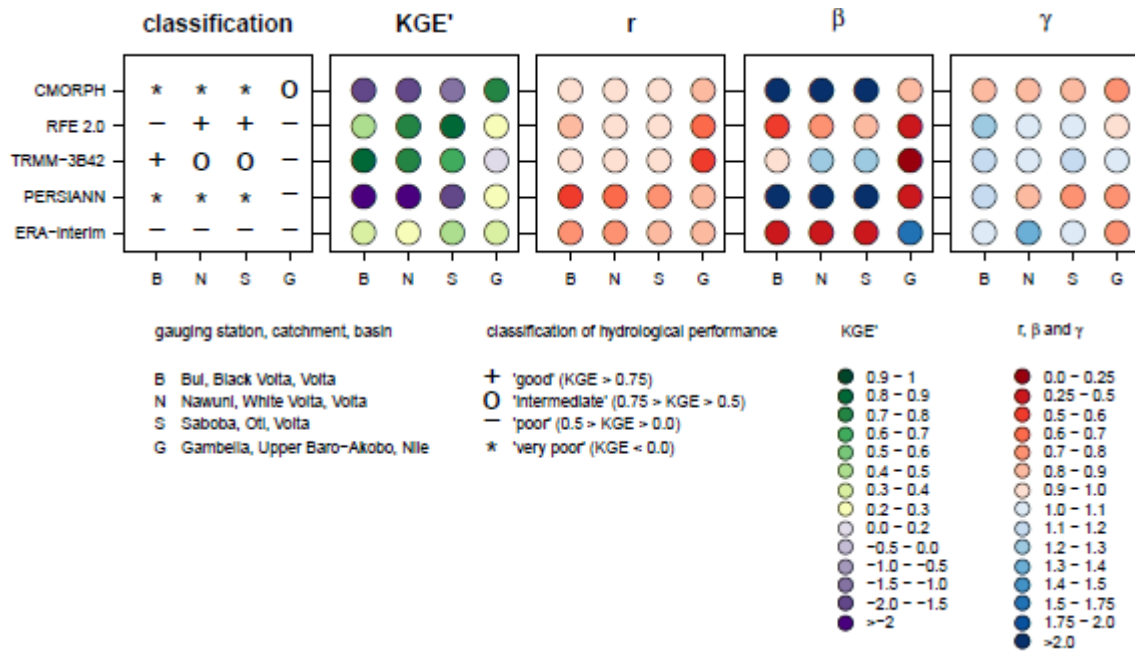 classification KGE' r β γ
CMORPH * * * O
RFE 2.0 − + + −
TRMM−3B42 + O O −
PERSIANN * * * −
ERA−Interim − − − −
B N S G B N S G B N S G B N S G B N S G
gauging station, catchment, basin classification of hydrological performance KGE' r, β and γ
B Bui, Black Volta, Volta + 'good' (KGE > 0.75) 0.9 − 1 0.0 − 0.25
0.8 − 0.9 0.25 − 0.5
N Nawuni, White Volta, Volta O 'intermediate' (0.75 > KGE > 0.5) 0.7 − 0.8 0.5 − 0.6
0.6 − 0.7 0.6 − 0.7
S Saboba, Oti, Volta − 'poor' (0.5 > KGE > 0.0) 0.5 − 0.6 0.7 − 0.8
G Gambella, Upper Baro−Akobo, Nile * 'very poor' (KGE < 0.0) 0.4 − 0.5 0.8 − 0.9
0.3 − 0.4 0.9 − 1.0
0.2 − 0.3 1.0 − 1.1
0.0 − 0.2 1.1 − 1.2
−0.5 − 0.0 1.2 − 1.3
−1.0 − −0.5 1.3 − 1.4
−1.5 − −1.0 1.4 − 1.5
−2.0 − −1.5 1.5 − 1.75
>−2 1.75 − 2.0
>2.0